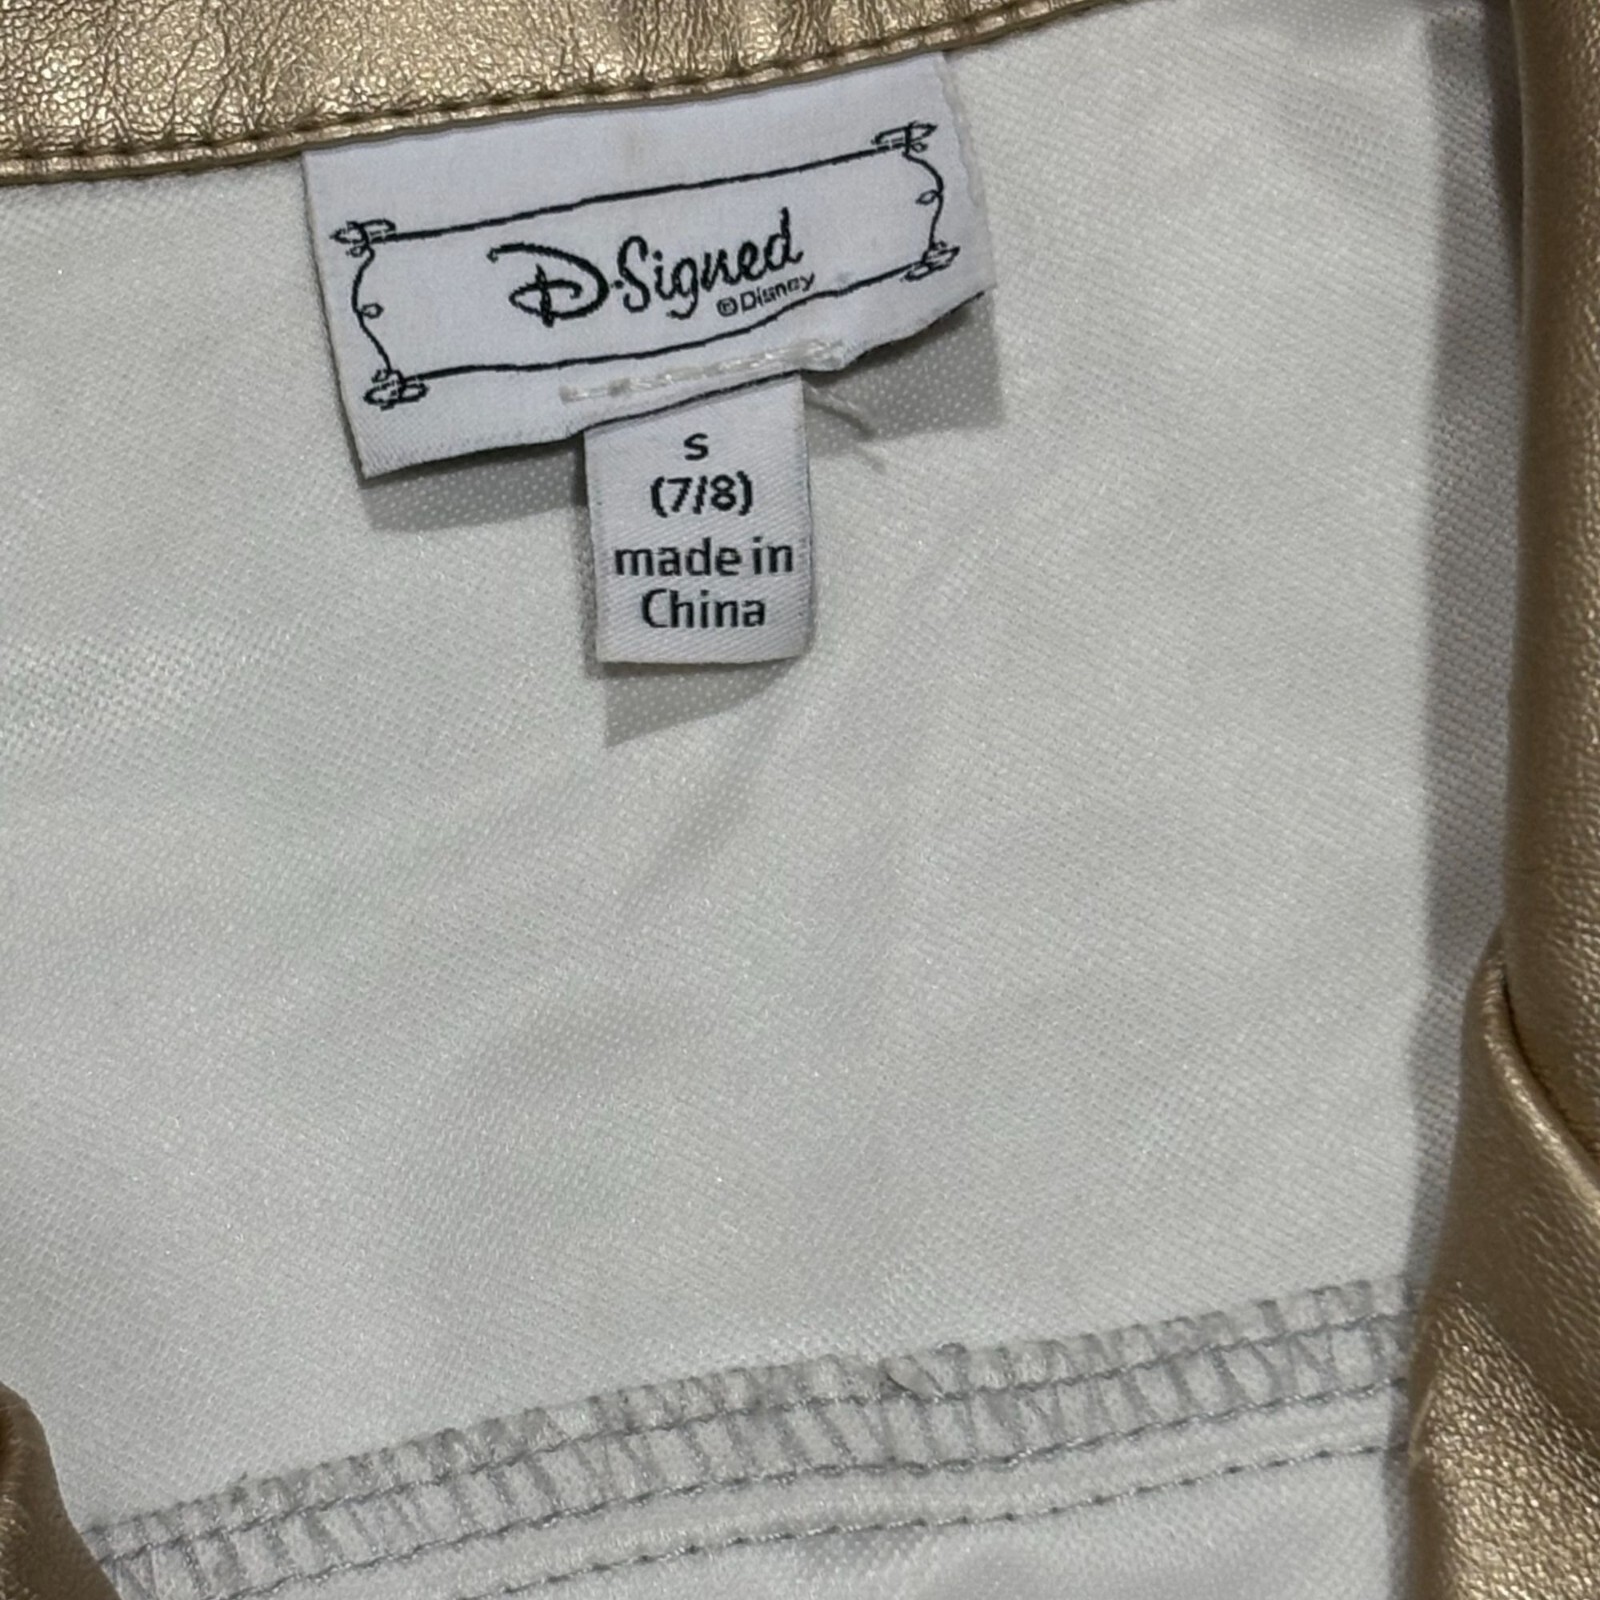 D-Signed
©Disney
S
(7/8)
made in
China